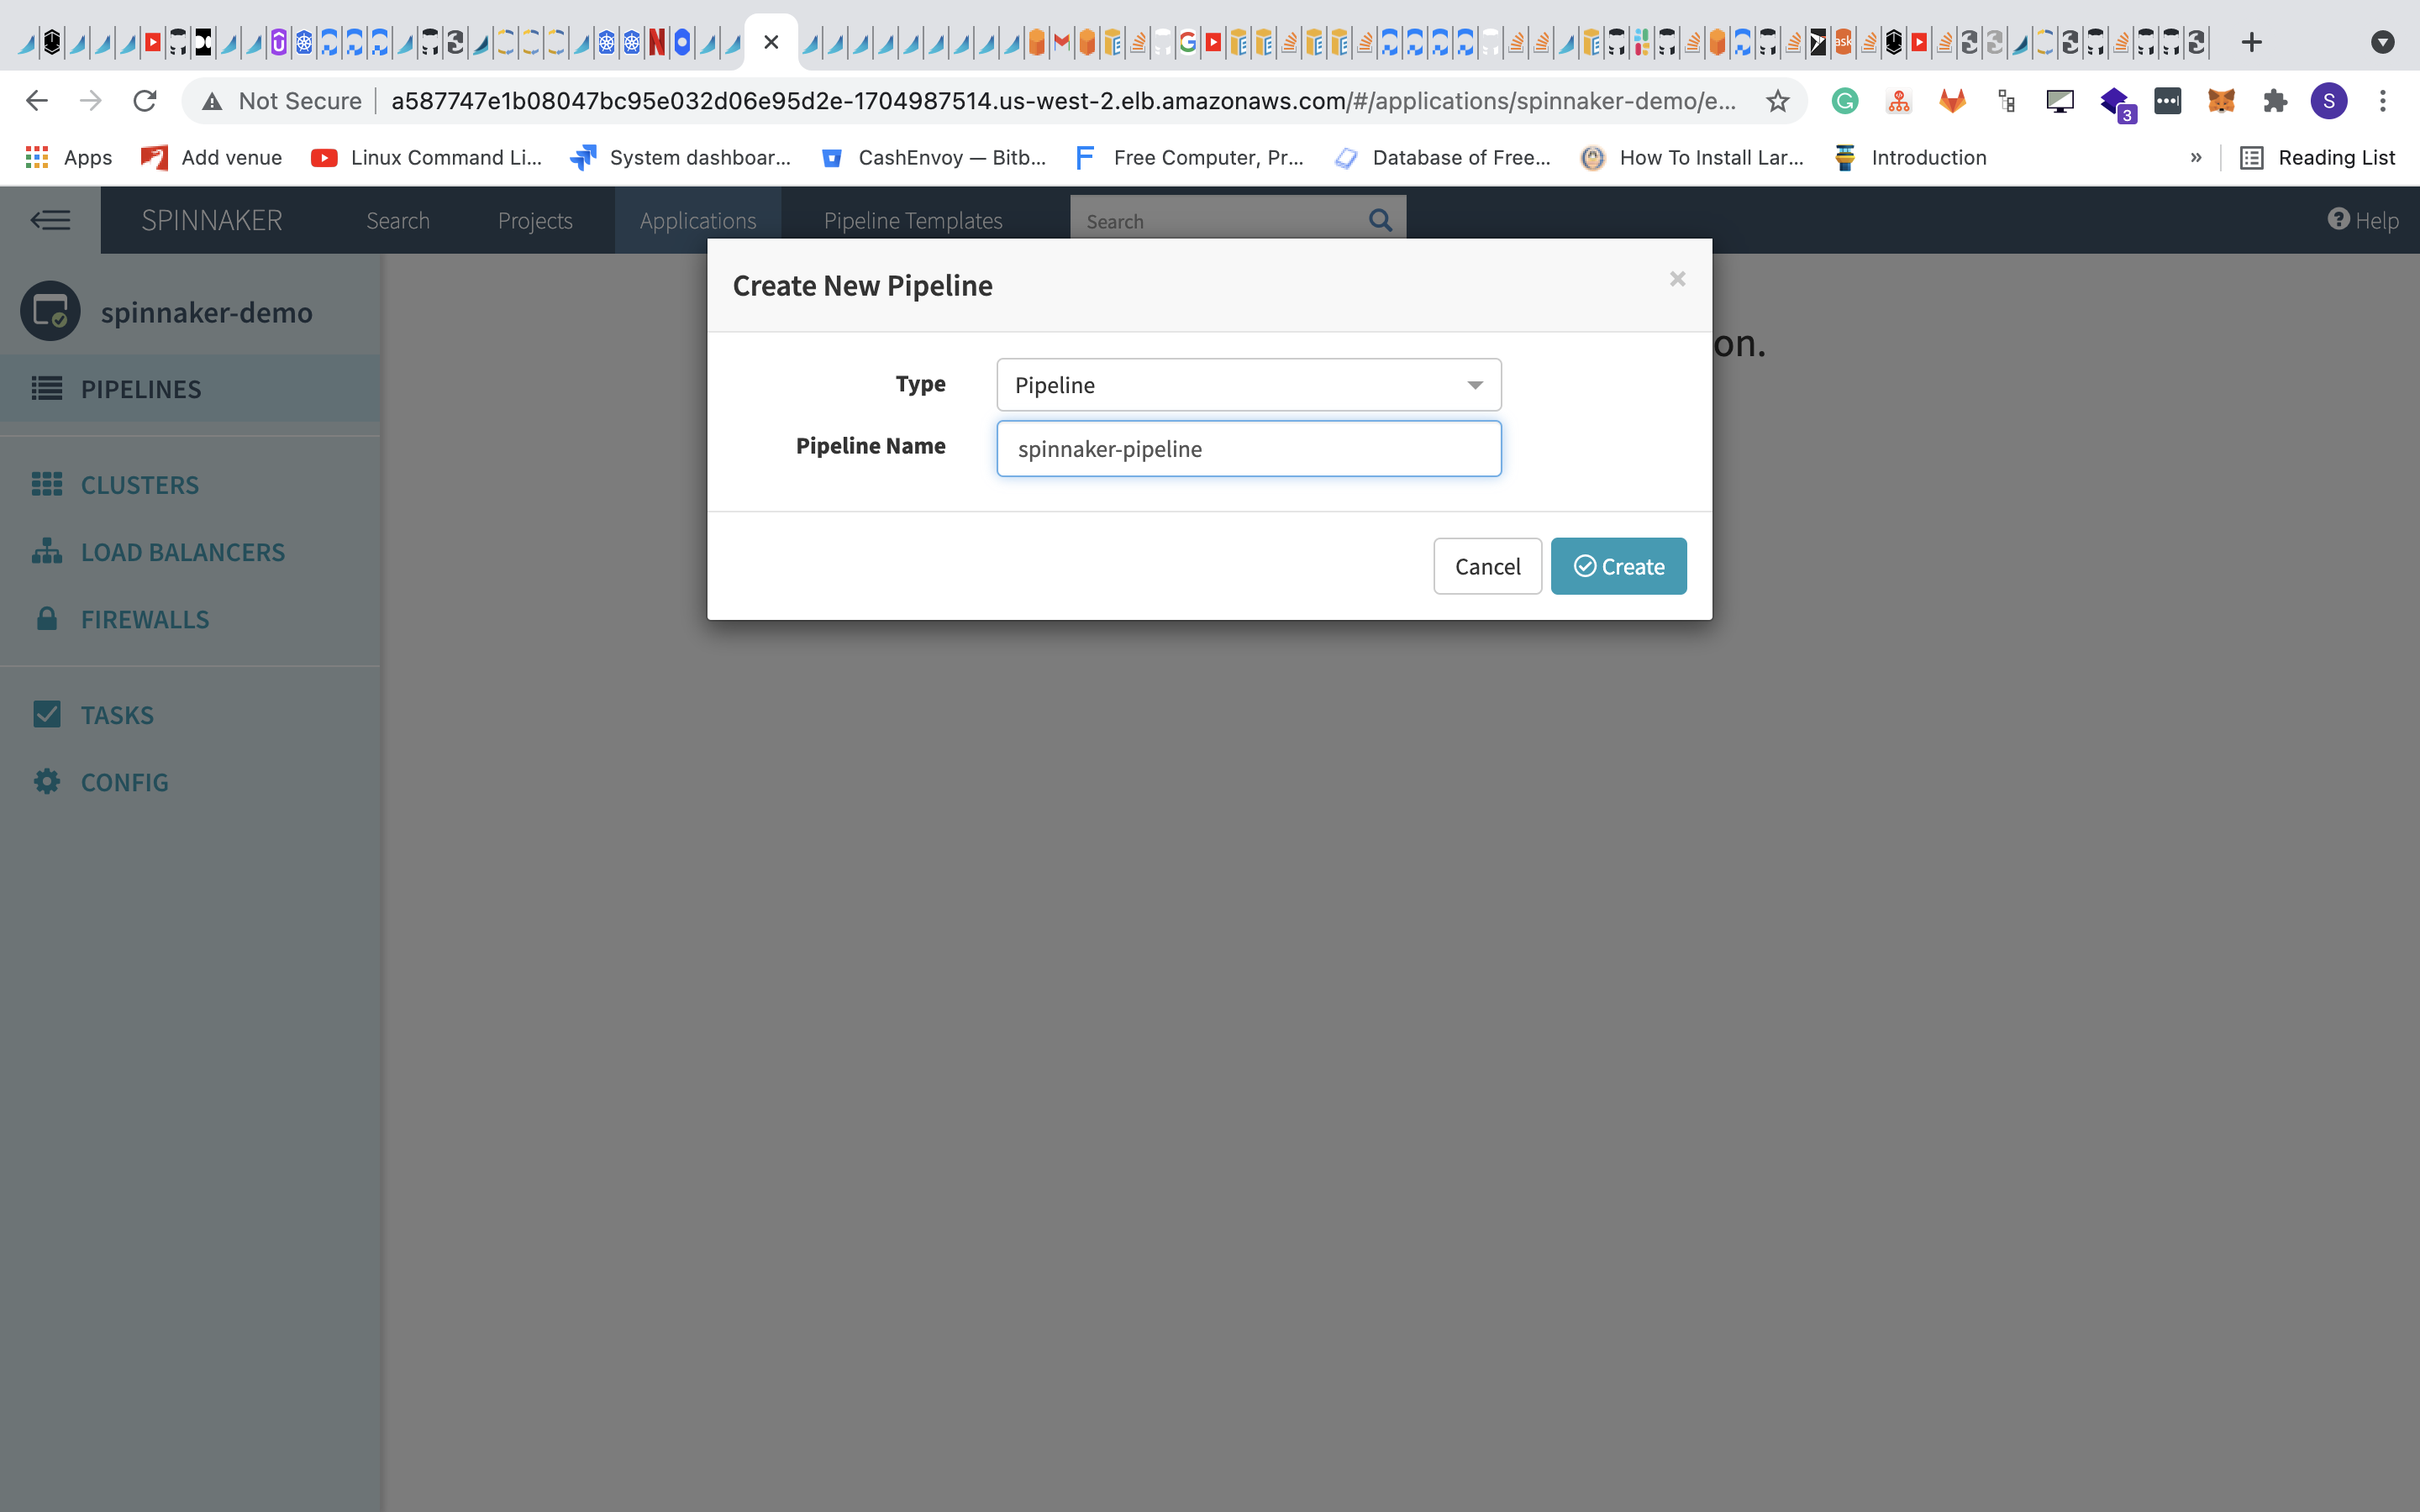 Not Secure
a587747e1b08047bc95e032d06e95d2e-1704987514.us-west-2.elb.amazonaws.com/#/applications/spinnaker-demo/e...
3
S
Apps
Add venue
Linux Command Li...
System dashboar...
CashEnvoy — Bitb...
Free Computer, Pr...
Database of Free...
How To Install Lar...
Introduction
»
Reading List
SPINNAKER
Search
Projects
Applications
Pipeline Templates
Search
Help
spinnaker-demo
PIPELINES
CLUSTERS
LOAD BALANCERS
FIREWALLS
TASKS
CONFIG
on.
Create New Pipeline
×
Type
Pipeline
Pipeline Name
spinnaker-pipeline
Cancel
Create